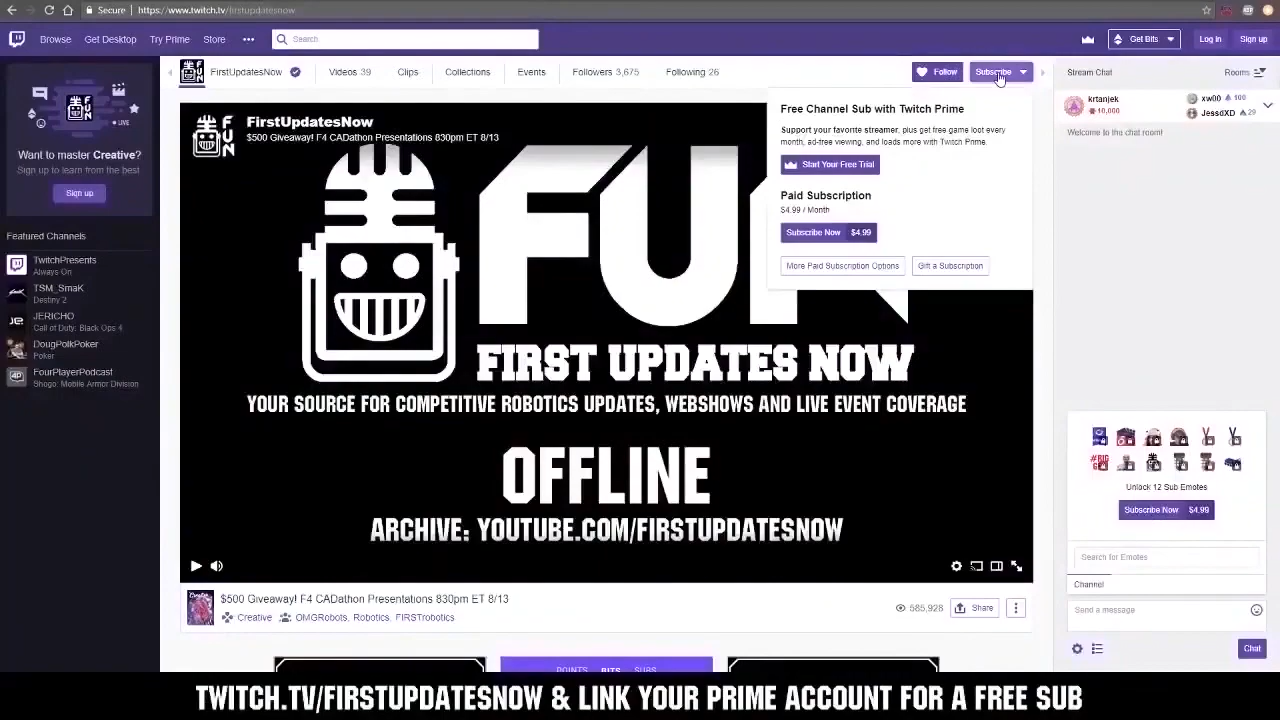 Secure
https://www.twitch.tv/firstupdatesnow
Browse
Get Desktop
Try Prime
Store
Search
Get Bits
Log in
Sign up
FUN
LIVE
Want to master Creative?
Sign up to learn from the best
Sign up
Featured Channels
TwitchPresents
Always On
TSM_SmaK
Destiny 2
JERICHO
Call of Duty: Black Ops 4
DougPolkPoker
Poker
FourPlayerPodcast
Shogo: Mobile Armor Division
FirstUpdatesNow
Videos 39
Clips
Collections
Events
Followers 3,675
Following 26
Follow
Subscribe
Free Channel Sub with Twitch Prime
Support your favorite streamer, plus get free game loot every
month, ad-free viewing, and loads more with Twitch Prime.
Start Your Free Trial
Paid Subscription
$4.99 / Month
Subscribe Now $4.99
More Paid Subscription Options
Gift a Subscription
FUN
FirstUpdatesNow
$500 Giveaway! F4 CADathon Presentations 830pm ET 8/13
FUN
FIRST UPDATES NOW
YOUR SOURCE FOR COMPETITIVE ROBOTICS UPDATES, WEBSHOWS AND LIVE EVENT COVERAGE
OFFLINE
ARCHIVE: YOUTUBE.COM/FIRSTUPDATESNOW
$500 Giveaway! F4 CADathon Presentations 830pm ET 8/13
Creative
OMGRobots, Robotics, FIRSTrobotics
585,928
Share
POINTS
BITS
SUBS
Stream Chat
Rooms
krtanjek
10,000
xw00 100
JessdXD 29
Welcome to the chat room!
Unlock 12 Sub Emotes
Subscribe Now $4.99
Search for Emotes
Channel
Send a message
Chat
TWITCH.TV/FIRSTUPDATESNOW & LINK YOUR PRIME ACCOUNT FOR A FREE SUB